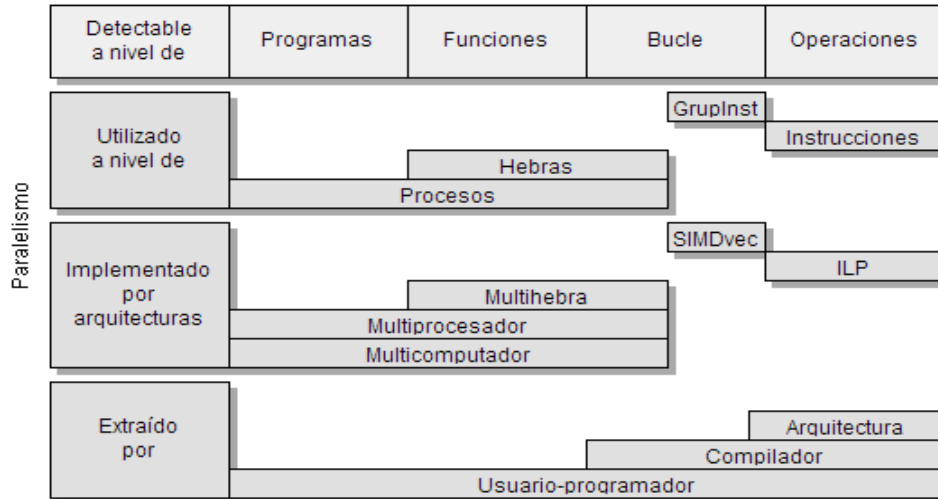 Detectable
a nivel de
Programas
Funciones
Bucle
Operaciones
Paralelismo
Utilizado
a nivel de
GrupInst
Instrucciones
Hebras
Procesos
Implementado
por
arquitecturas
SIMDvec
ILP
Multihebra
Multiprocesador
Multicomputador
Extraído
por
Arquitectura
Compilador
Usuario-programador